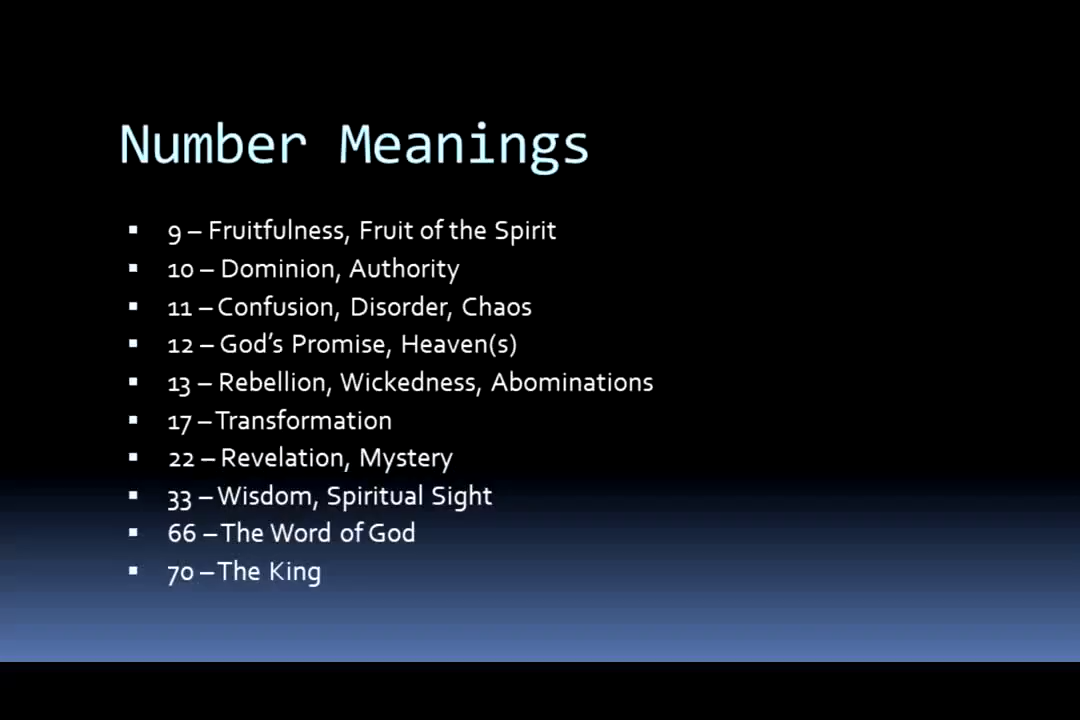 Number Meanings
▪ 9 – Fruitfulness, Fruit of the Spirit
▪ 10 – Dominion, Authority
▪ 11 – Confusion, Disorder, Chaos
▪ 12 – God’s Promise, Heaven(s)
▪ 13 – Rebellion, Wickedness, Abominations
▪ 17 – Transformation
▪ 22 – Revelation, Mystery
▪ 33 – Wisdom, Spiritual Sight
▪ 66 – The Word of God
▪ 70 – The King